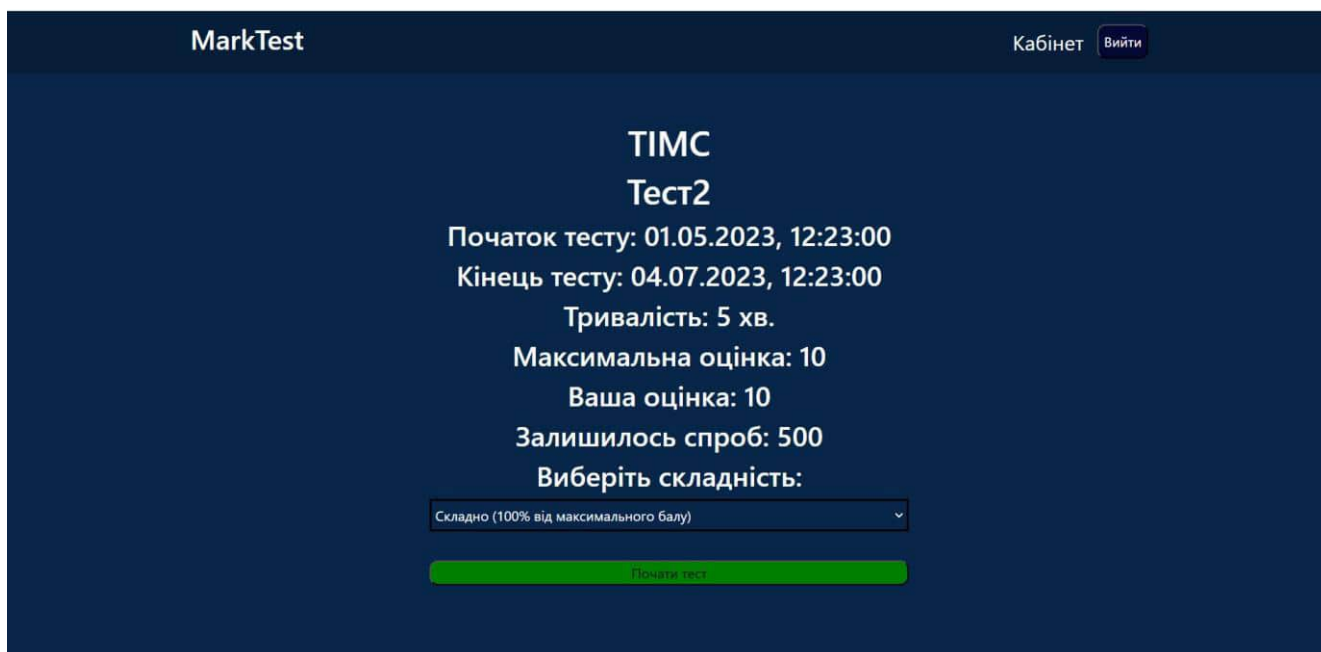 MarkTest
Кабінет Вийти
ТІМС
Тест2
Початок тесту: 01.05.2023, 12:23:00
Кінець тесту: 04.07.2023, 12:23:00
Тривалість: 5 хв.
Максимальна оцінка: 10
Ваша оцінка: 10
Залишилось спроб: 500
Виберіть складність:
Складно (100% від максимального балу)
Почати тест